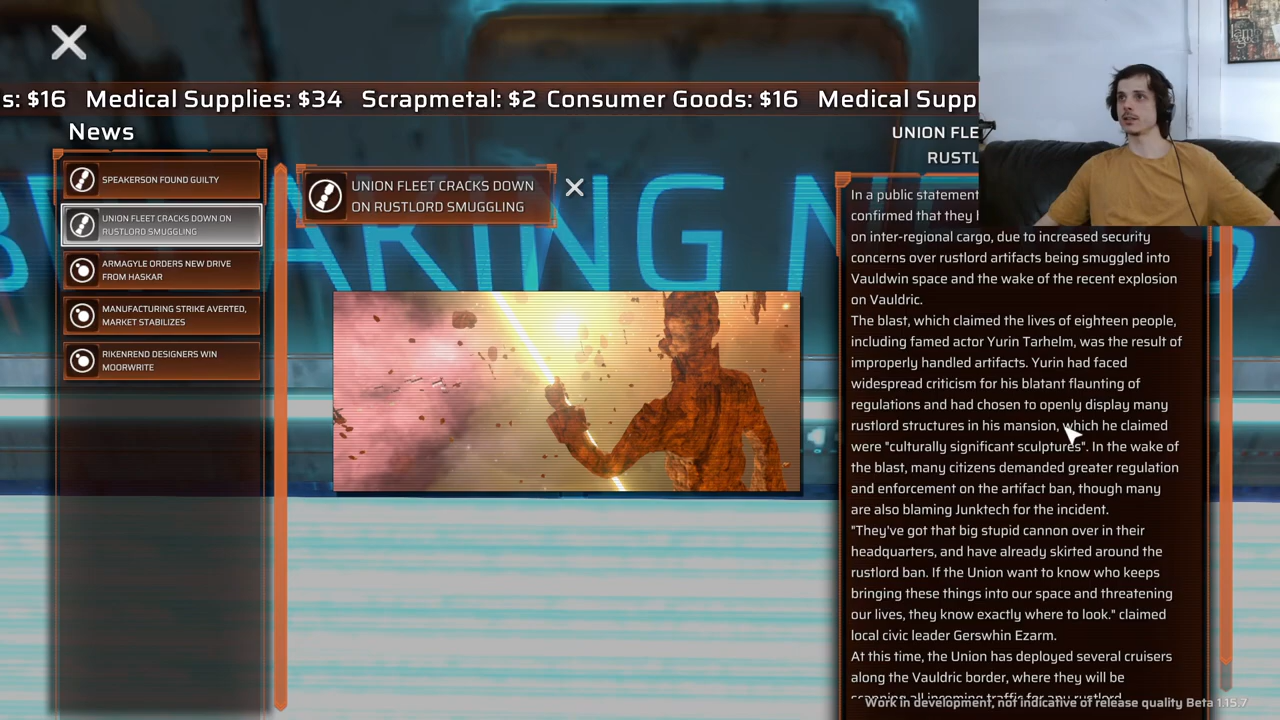 s: $16 Medical Supplies: $34 Scrapmetal: $2 Consumer Goods: $16 Medical Supp
News
SPEAKERSON FOUND GUILTY
UNION FLEET CRACKS DOWN ON
RUSTLORD SMUGGLING
ARMAGYLE ORDERS NEW DRIVE
FROM HASKAR
MANUFACTURING STRIKE AVERTED,
MARKET STABILIZES
RIKENREND DESIGNERS WIN
MOORWRITE
UNION FLEET CRACKS DOWN
ON RUSTLORD SMUGGLING
UNION FLE
RUSTL
In a public statement
confirmed that they h
on inter-regional cargo, due to increased security
concerns over rustlord artifacts being smuggled into
Vauldwin space and the wake of the recent explosion
on Vauldric.
The blast, which claimed the lives of eighteen people,
including famed actor Yurin Tarhelm, was the result of
improperly handled artifacts. Yurin had faced
widespread criticism for his blatant flaunting of
regulations and had chosen to openly display many
rustlord structures in his mansion, which he claimed
were "culturally significant sculptures". In the wake of
the blast, many citizens demanded greater regulation
and enforcement on the artifact ban, though many
are also blaming Junktech for the incident.
"They've got that big stupid cannon over in their
headquarters, and have already skirted around the
rustlord ban. If the Union want to know who keeps
bringing these things into our space and threatening
our lives, they know exactly where to look." claimed
local civic leader Gerswhin Ezarm.
At this time, the Union has deployed several cruisers
along the Vauldric border, where they will be
scanning all incoming traffic for any rustlord
Work in development, not indicative of release quality Beta 1.15.7